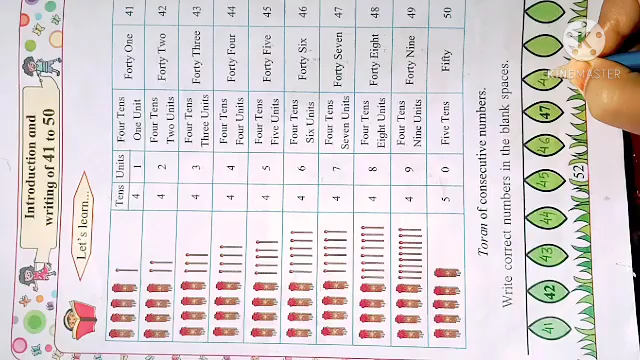 Introduction and
writing of 41 to 50
Let's learn...
Tens Units
4 1 Four Tens One Unit Forty One 41
4 2 Four Tens Two Units Forty Two 42
4 3 Four Tens Three Units Forty Three 43
4 4 Four Tens Four Units Forty Four 44
4 5 Four Tens Five Units Forty Five 45
4 6 Four Tens Six Units Forty Six 46
4 7 Four Tens Seven Units Forty Seven 47
4 8 Four Tens Eight Units Forty Eight 48
4 9 Four Tens Nine Units Forty Nine 49
5 0 Five Tens Fifty 50
Toran of consecutive numbers.
Write correct numbers in the blank spaces.
41 42 43 44 45 46 47
52
KINEMASTER